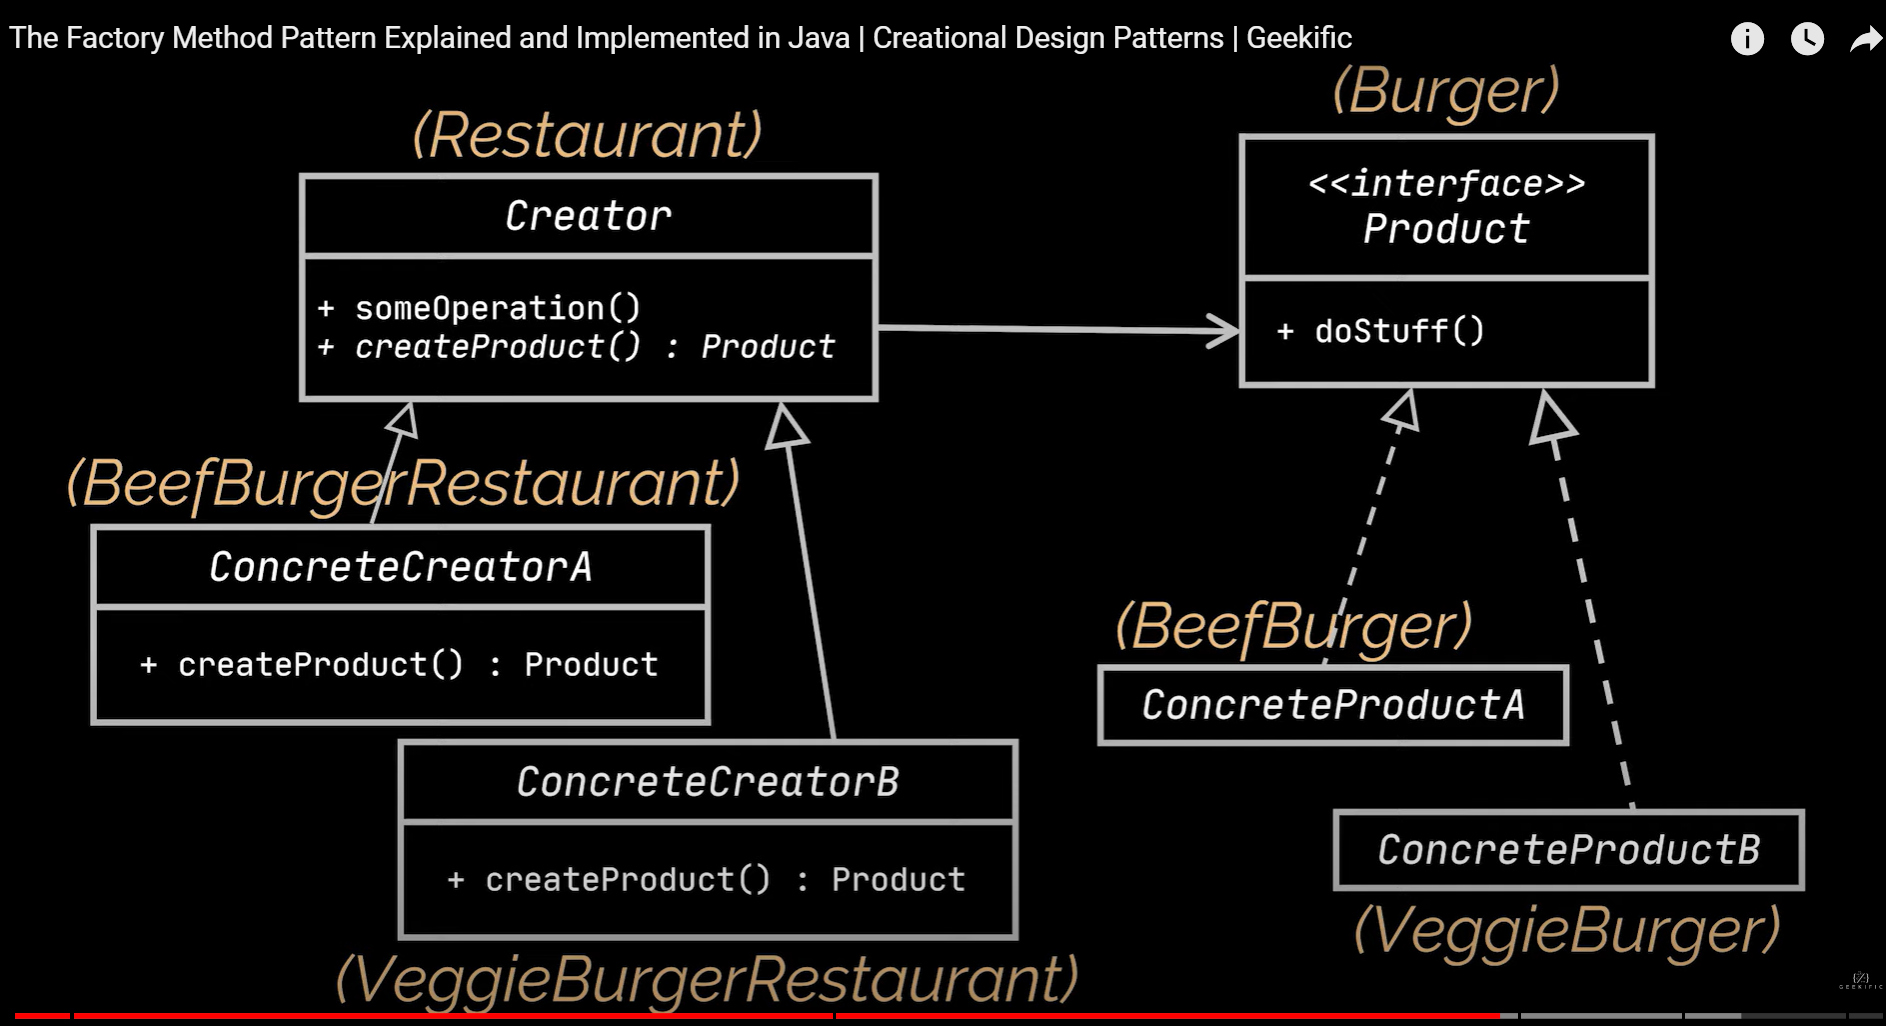 The Factory Method Pattern Explained and Implemented in Java | Creational Design Patterns | Geekific
(Restaurant)
Creator
+ someOperation()
+ createProduct() : Product
(Burger)
<<interface>>
Product
+ doStuff()
(BeefBurgerRestaurant)
ConcreteCreatorA
+ createProduct() : Product
ConcreteCreatorB
+ createProduct() : Product
(VeggieBurgerRestaurant)
(BeefBurger)
ConcreteProductA
ConcreteProductB
(VeggieBurger)
GEEKIFIC